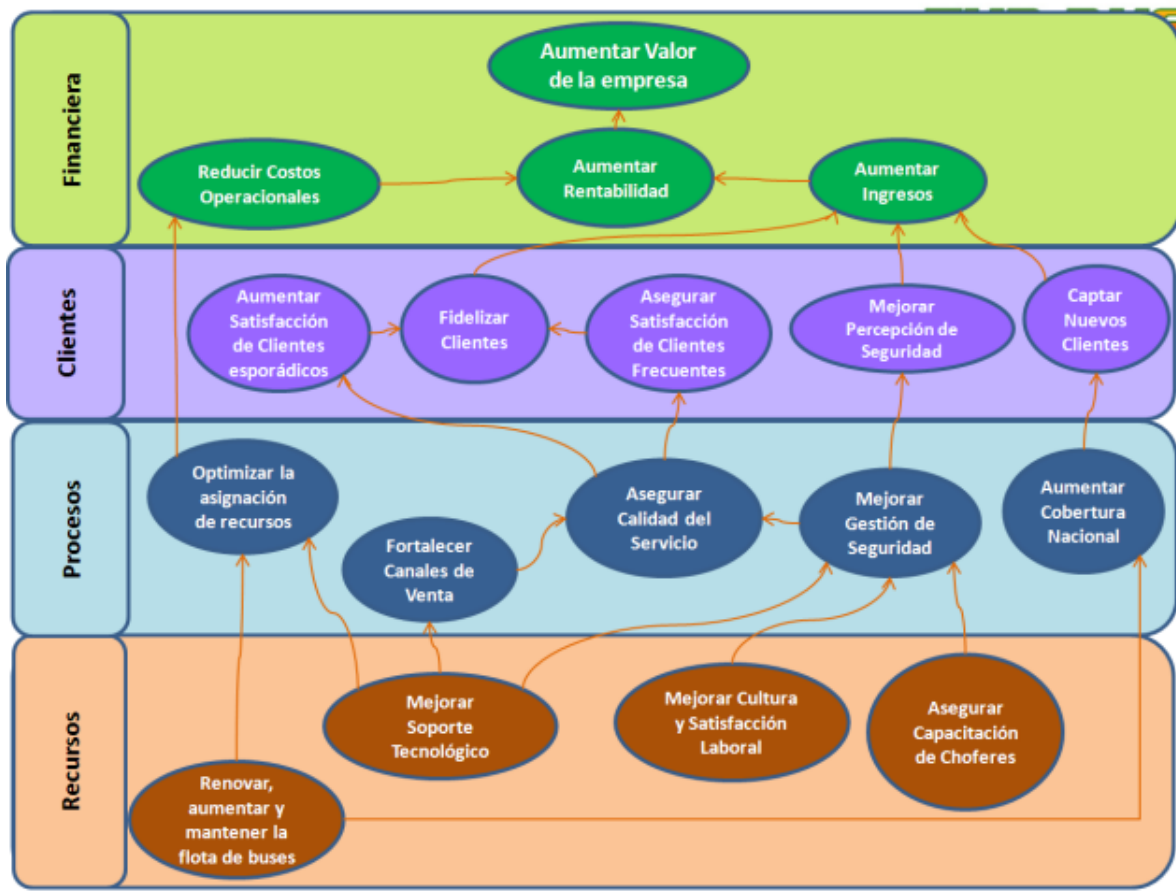 Financiera
Aumentar Valor
de la empresa
Reducir Costos
Operacionales
Aumentar
Rentabilidad
Aumentar
Ingresos
Clientes
Aumentar
Satisfacción
de Clientes
esporádicos
Fidelizar
Clientes
Asegurar
Satisfacción
de Clientes
Frecuentes
Mejorar
Percepción de
Seguridad
Captar
Nuevos
Clientes
Procesos
Optimizar la
asignación
de recursos
Fortalecer
Canales de
Venta
Asegurar
Calidad del
Servicio
Mejorar
Gestión de
Seguridad
Aumentar
Cobertura
Nacional
Recursos
Renovar,
aumentar y
mantener la
flota de buses
Mejorar
Soporte
Tecnológico
Mejorar Cultura
y Satisfacción
Laboral
Asegurar
Capacitación
de Choferes